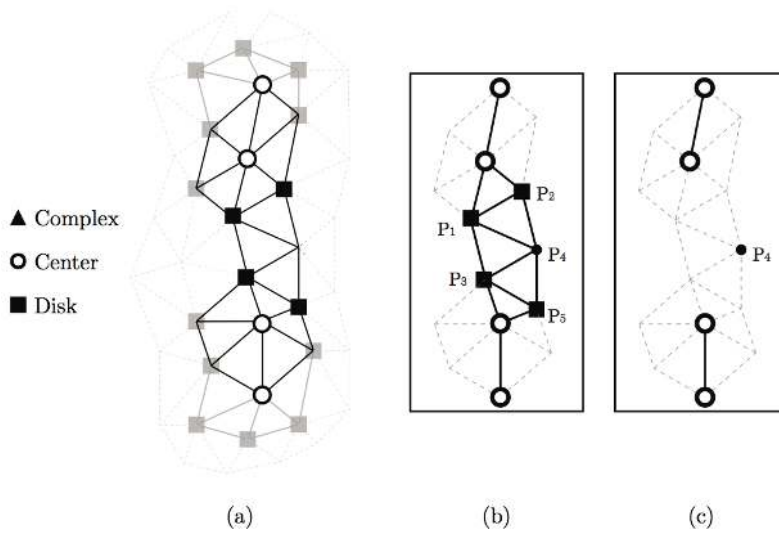 ▲ Complex
○ Center
■ Disk
P₂
P₁
P₄
P₃
P₅
P₄
(a)
(b)
(c)